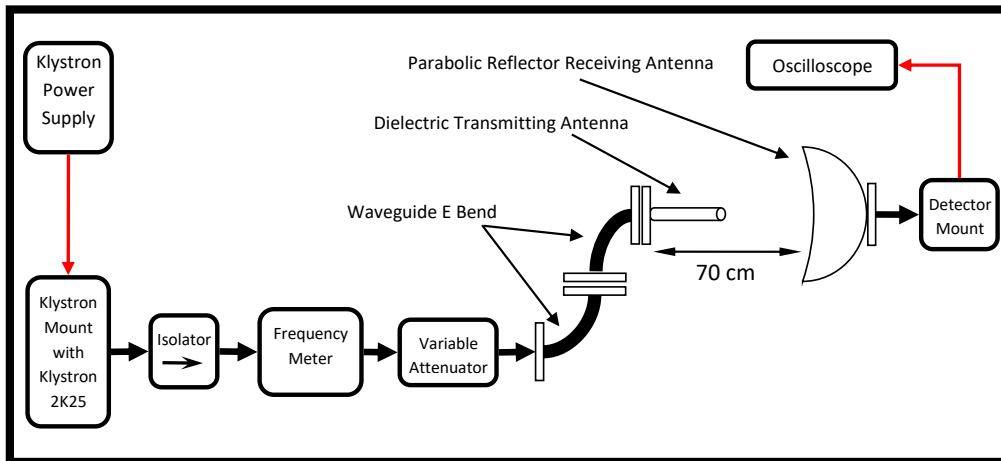 Klystron
Power
Supply
Parabolic Reflector Receiving Antenna
Oscilloscope
Dielectric Transmitting Antenna
Waveguide E Bend
Detector
Mount
70 cm
Klystron
Mount
with
Klystron
2K25
Isolator
Frequency
Meter
Variable
Attenuator